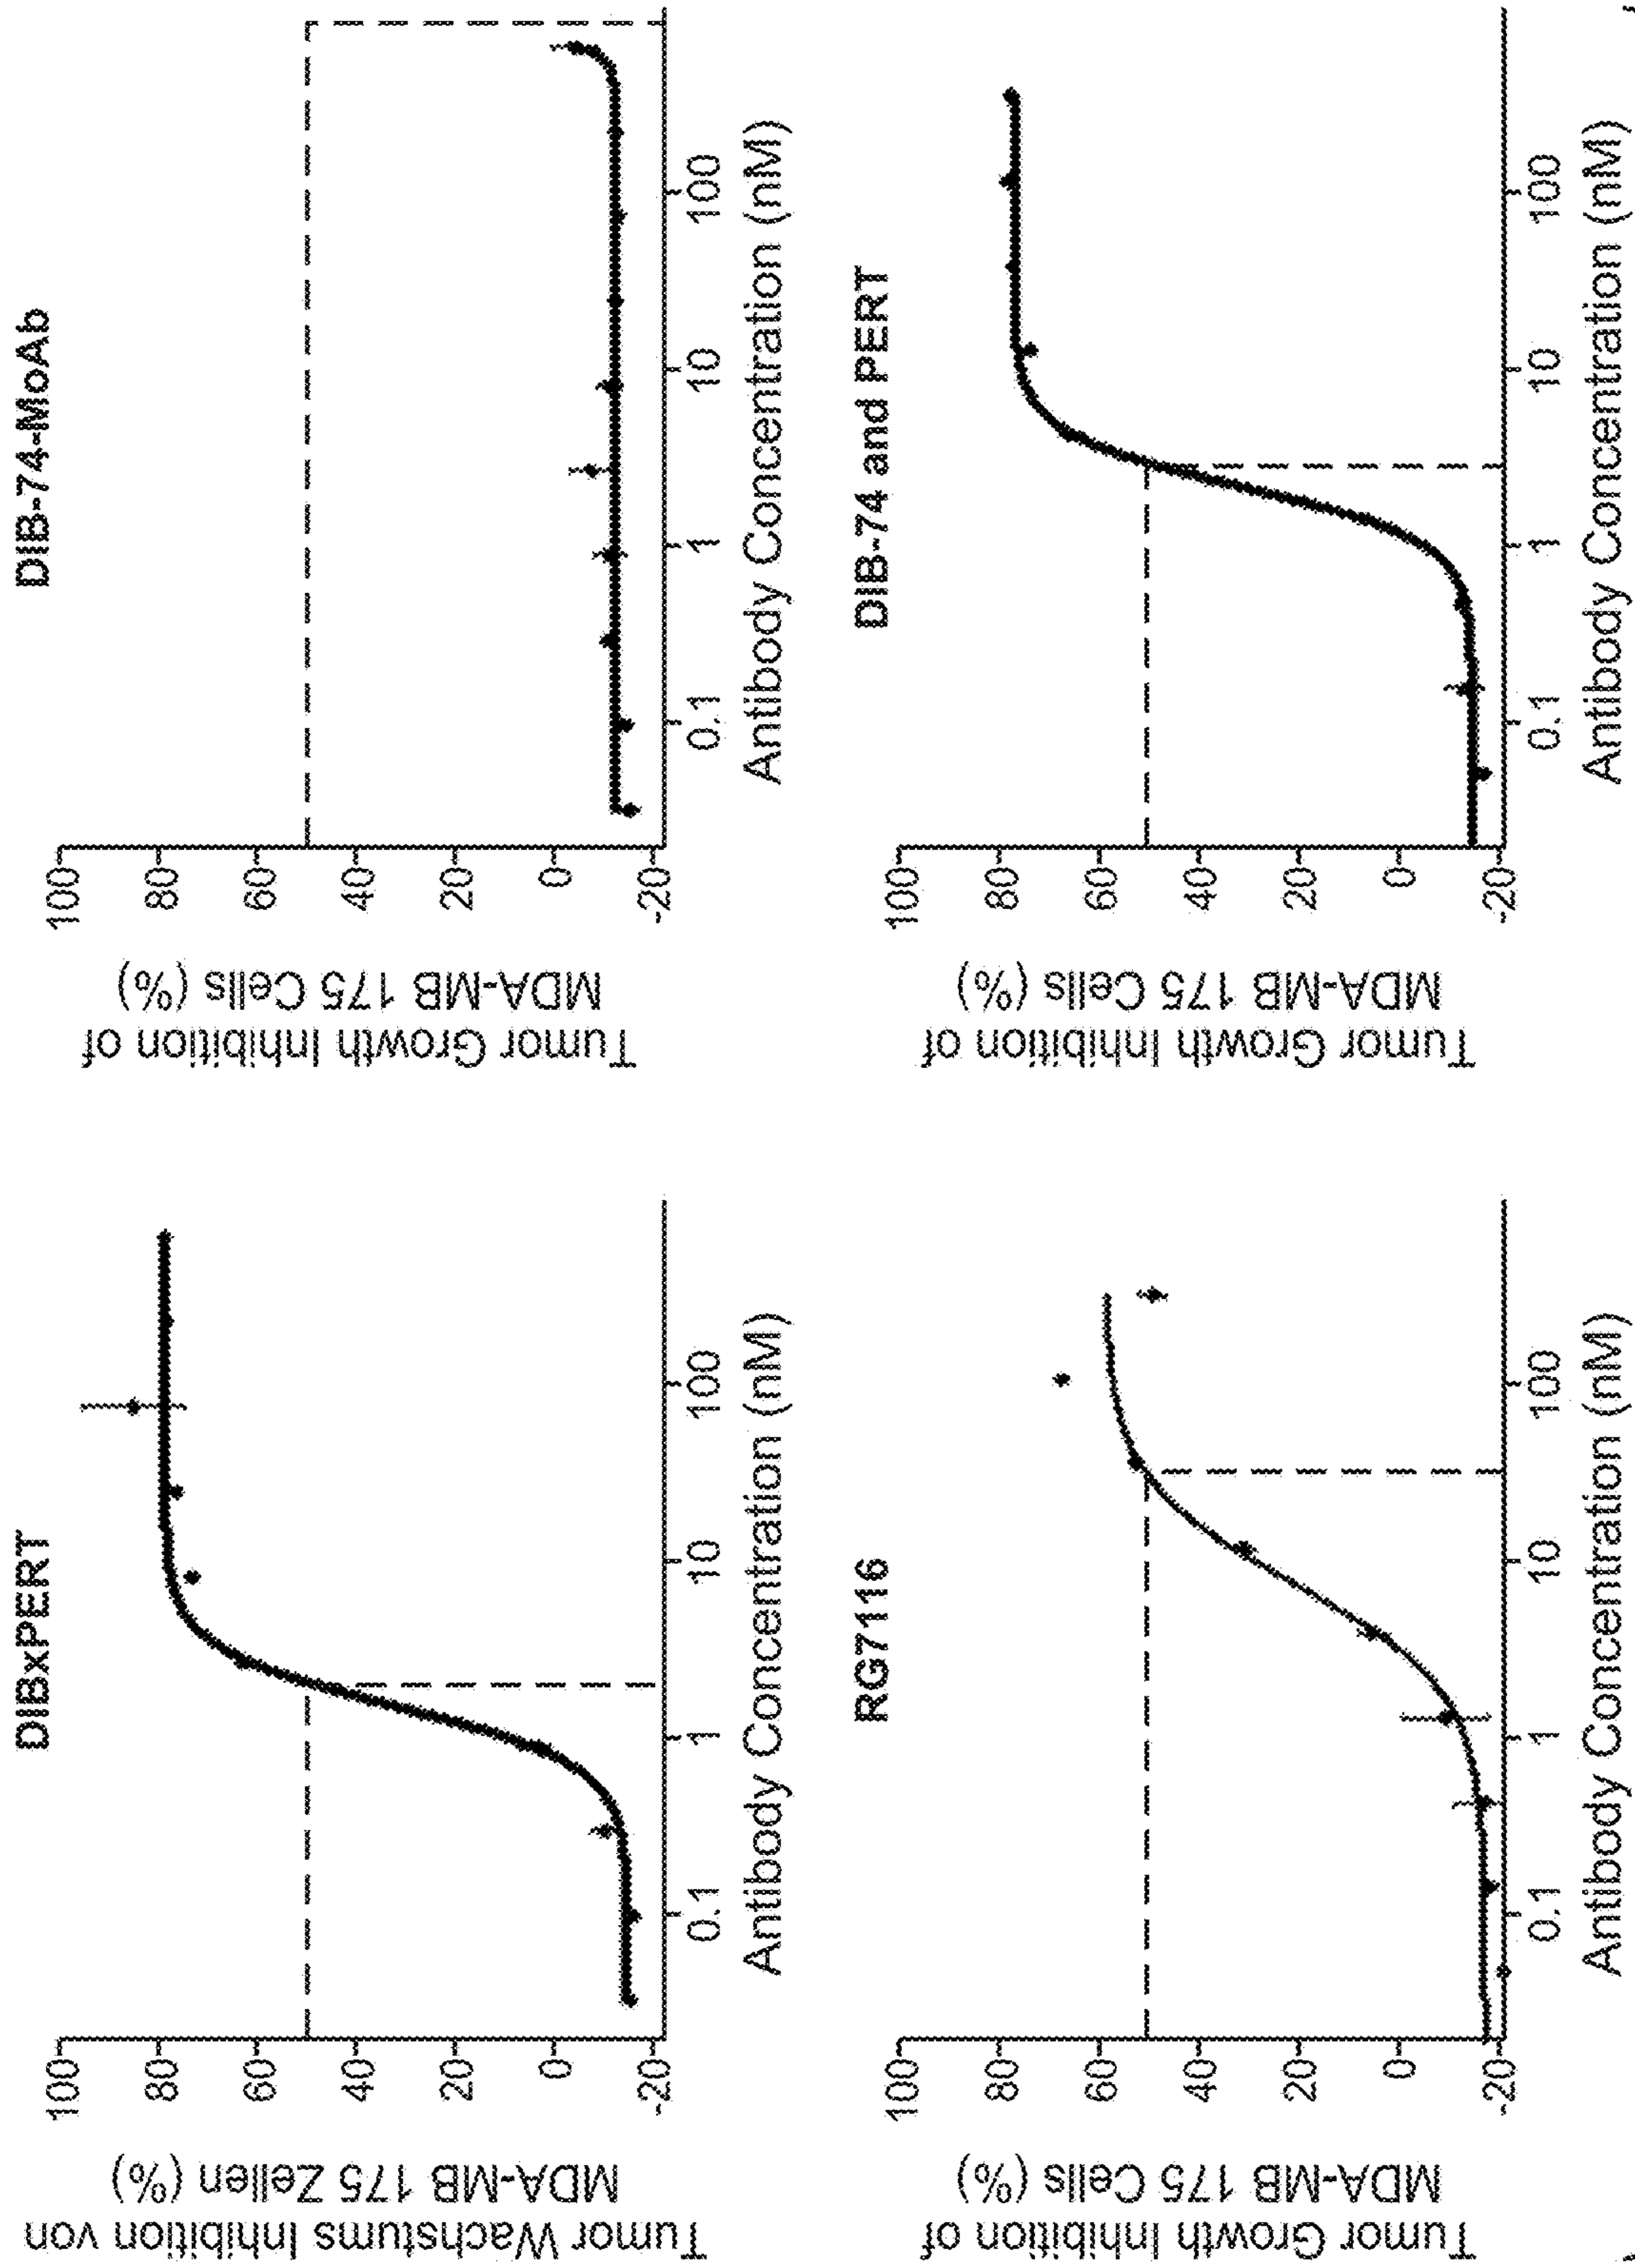 DIBxPERT
Tumor Wachstums Inhibition von
MDA-MB 175 Zellen (%)
100
80
60
40
20
0
-20
0.1
1
10
100
Antibody Concentration (nM)
DIB-74-MoAb
Tumor Growth Inhibition of
MDA-MB 175 Cells (%)
100
80
60
40
20
0
-20
0.1
1
10
100
Antibody Concentration (nM)
RG7116
Tumor Growth Inhibition of
MDA-MB 175 Cells (%)
100
80
60
40
20
0
-20
0.1
1
10
100
Antibody Concentration (nM)
DIB-74 and PERT
Tumor Growth Inhibition of
MDA-MB 175 Cells (%)
100
80
60
40
20
0
-20
0.1
1
10
100
Antibody Concentration (nM)